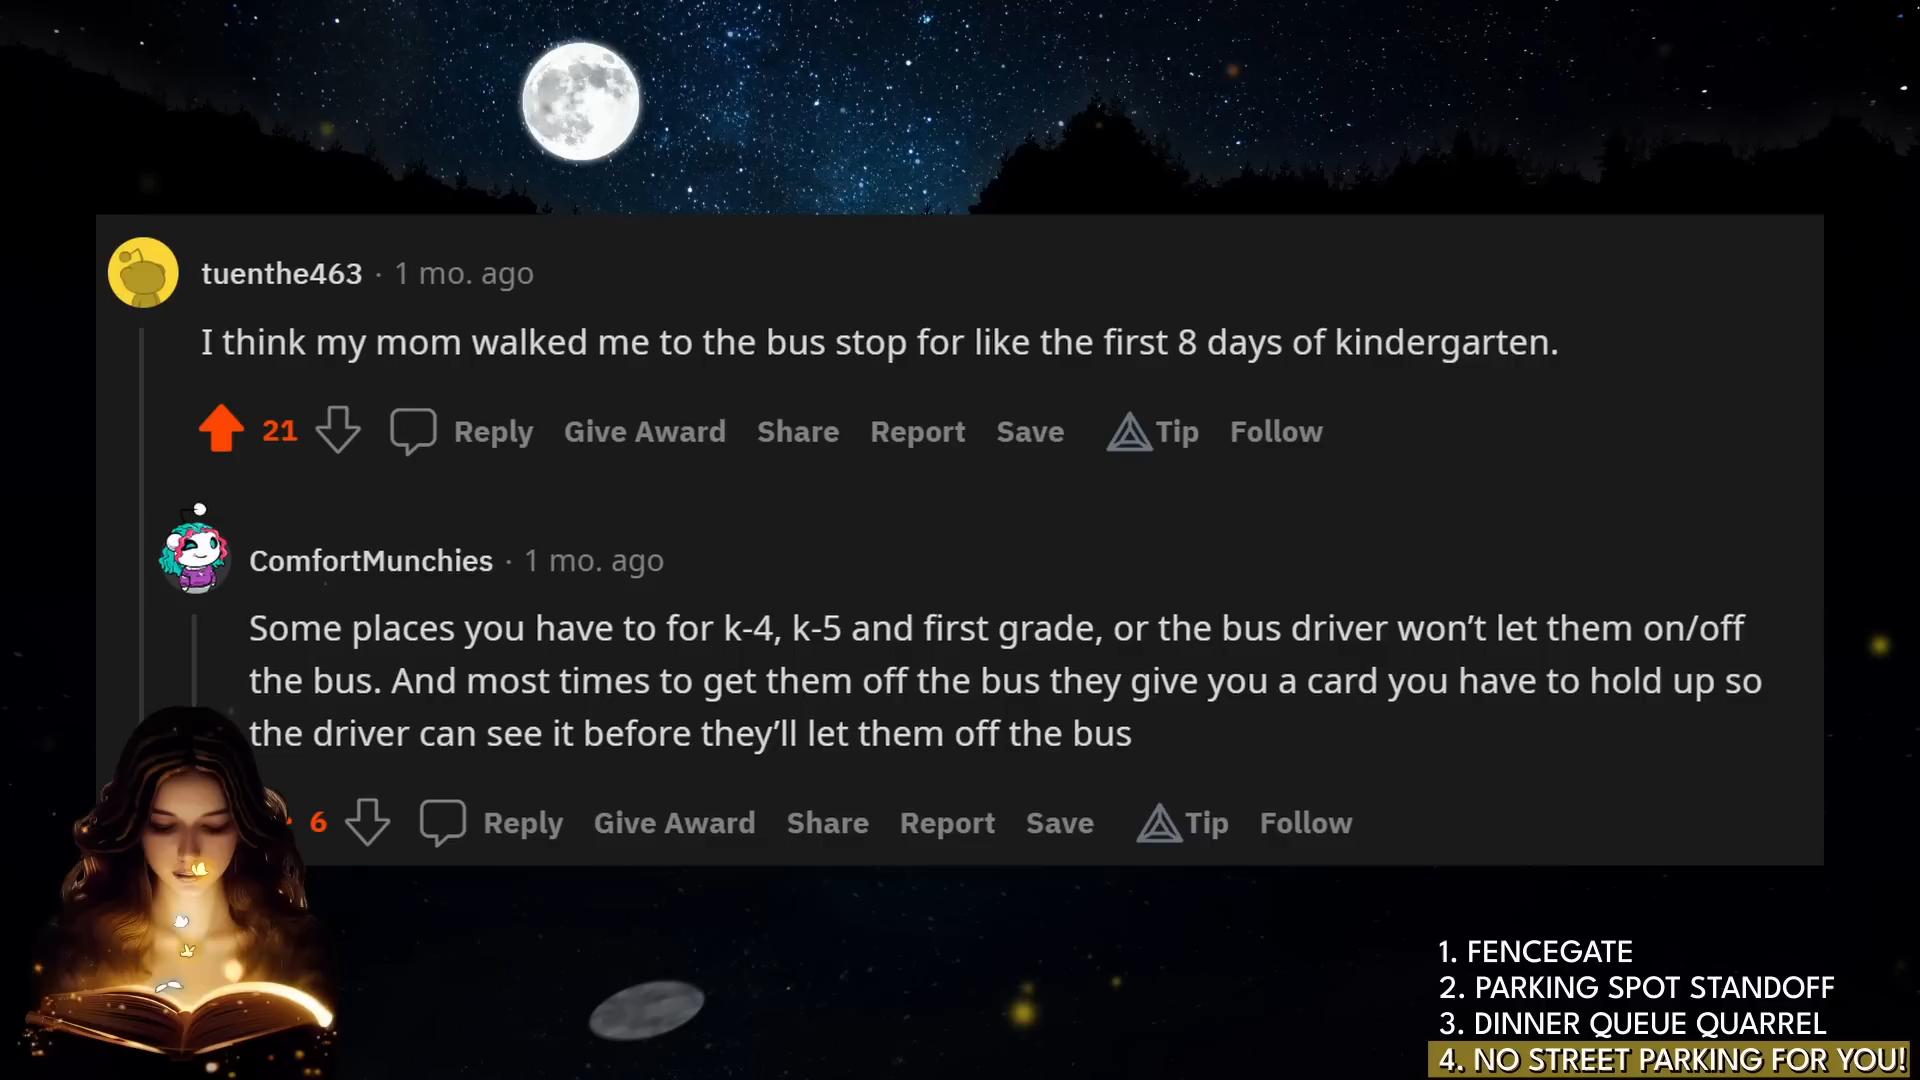 tuenthe463 · 1 mo. ago
I think my mom walked me to the bus stop for like the first 8 days of kindergarten.
21 Reply Give Award Share Report Save Tip Follow
ComfortMunchies · 1 mo. ago
Some places you have to for k-4, k-5 and first grade, or the bus driver won’t let them on/off
the bus. And most times to get them off the bus they give you a card you have to hold up so
the driver can see it before they’ll let them off the bus
6 Reply Give Award Share Report Save Tip Follow
1. FENCEGATE
2. PARKING SPOT STANDOFF
3. DINNER QUEUE QUARREL
4. NO STREET PARKING FOR YOU!